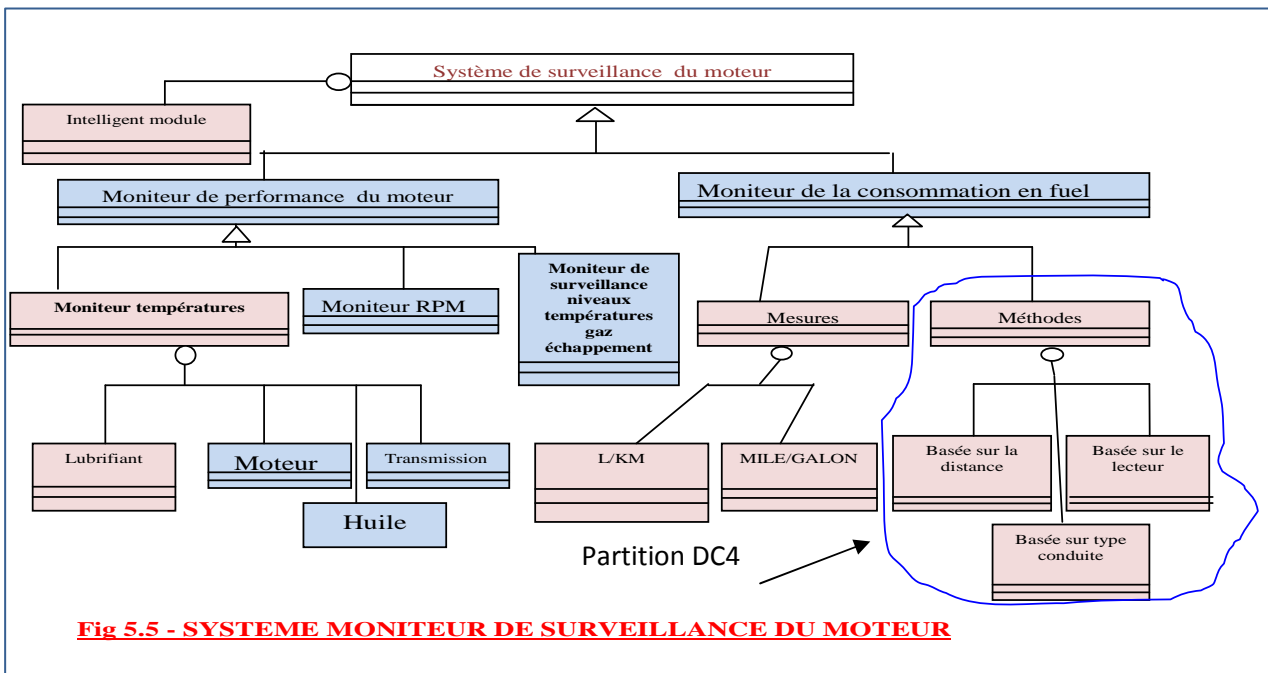 Système de surveillance du moteur
Intelligent module
Moniteur de performance du moteur
Moniteur de la consommation en fuel
Moniteur températures
Moniteur RPM
Moniteur de
surveillance
niveaux
températures
gaz
échappement
Mesures
Méthodes
Lubrifiant
Moteur
Transmission
Huile
L/KM
MILE/GALON
Basée sur la
distance
Basée sur le
lecteur
Basée sur type
conduite
Partition DC4
Fig 5.5 - SYSTEME MONITEUR DE SURVEILLANCE DU MOTEUR